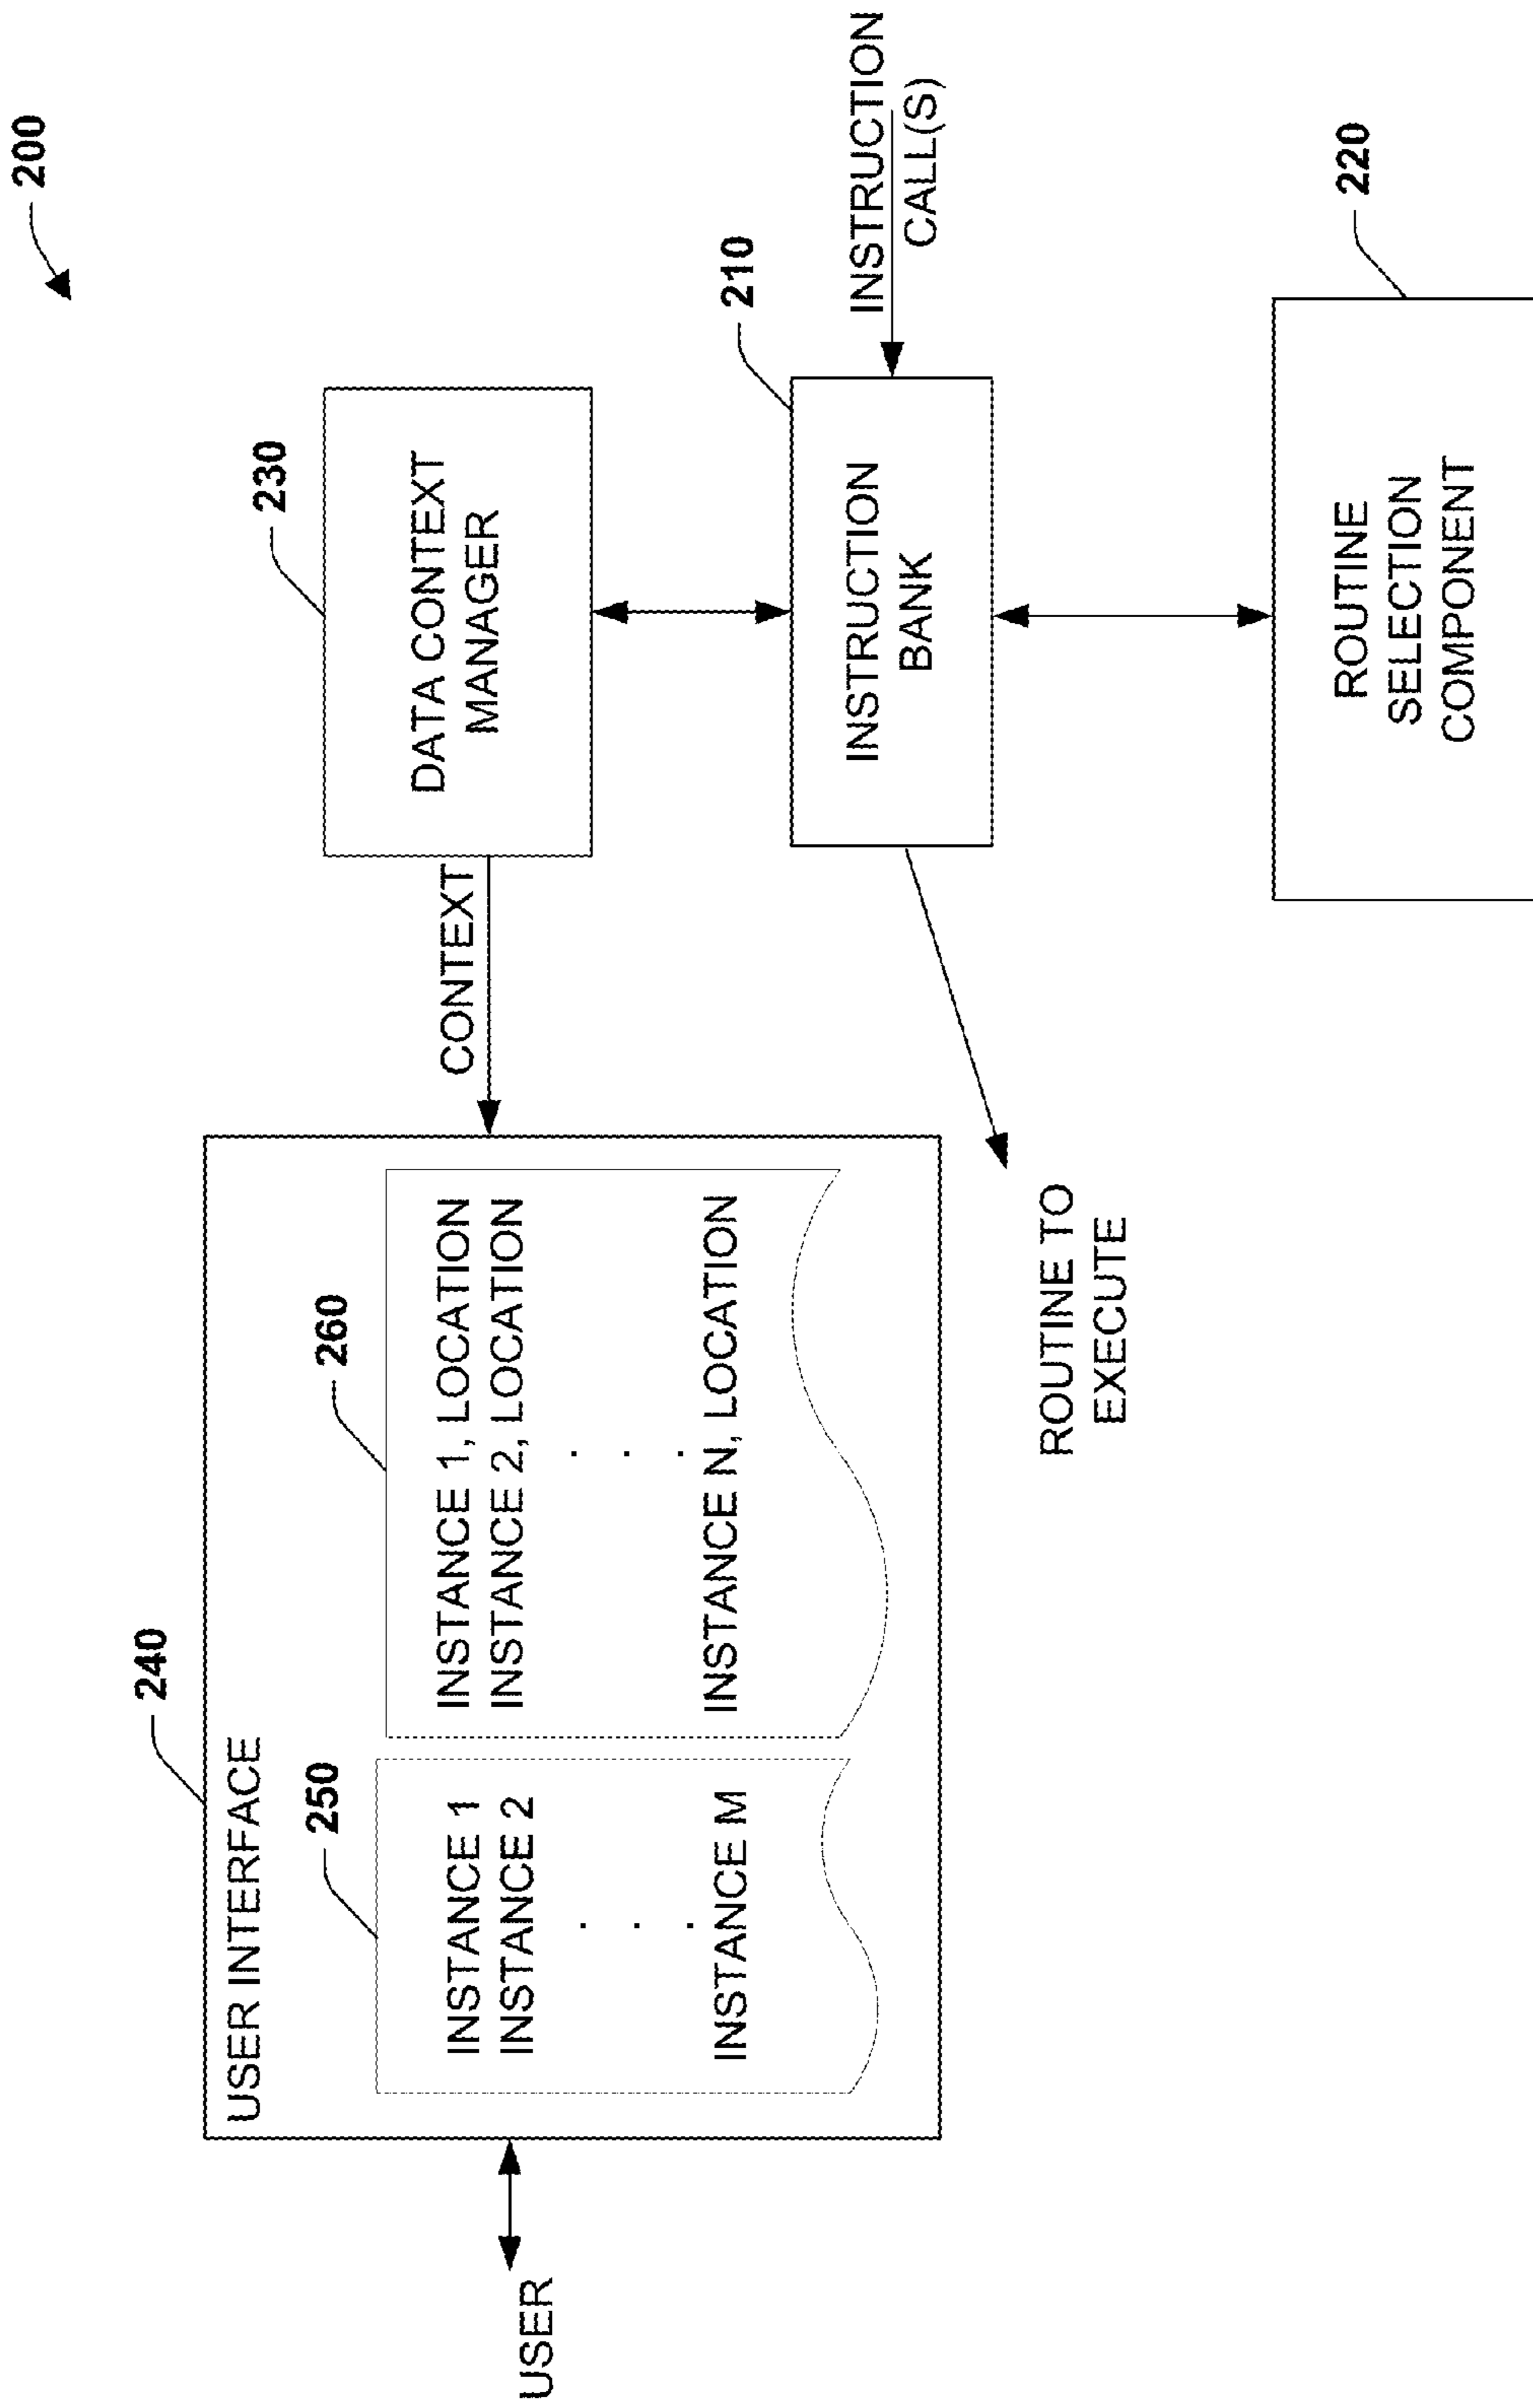 200
240
USER INTERFACE
250
INSTANCE 1
INSTANCE 2
. . .
INSTANCE M
260
INSTANCE 1, LOCATION
INSTANCE 2, LOCATION
. . .
INSTANCE N, LOCATION
USER
CONTEXT
230
DATA CONTEXT
MANAGER
210
INSTRUCTION
BANK
INSTRUCTION
CALL(S)
ROUTINE TO
EXECUTE
220
ROUTINE
SELECTION
COMPONENT